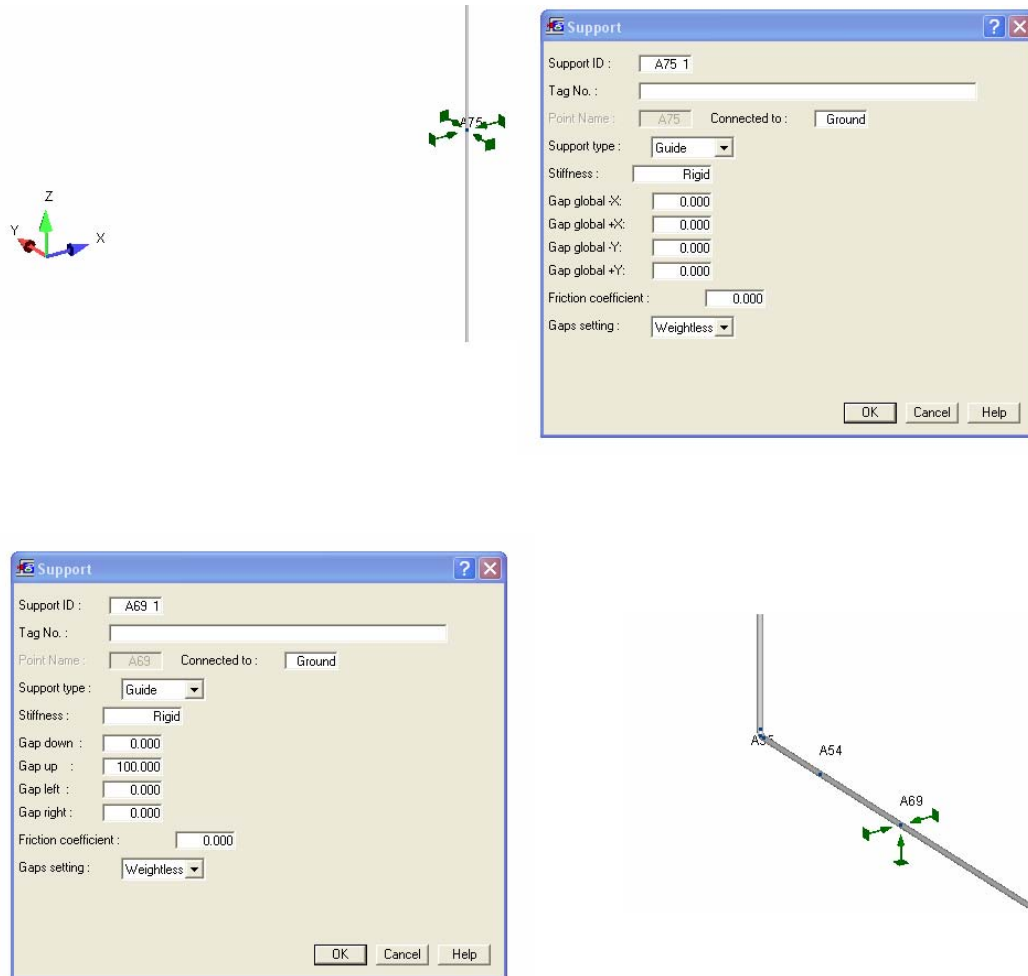 A75
Z
Y
X
Support
Support ID : A75 1
Tag No. :
Point Name : A75 Connected to : Ground
Support type : Guide
Stiffness : Rigid
Gap global -X: 0.000
Gap global +X: 0.000
Gap global -Y: 0.000
Gap global +Y: 0.000
Friction coefficient : 0.000
Gaps setting : Weightless
OK Cancel Help
Support
Support ID : A69 1
Tag No. :
Point Name : A69 Connected to : Ground
Support type : Guide
Stiffness : Rigid
Gap down : 0.000
Gap up : 100.000
Gap left : 0.000
Gap right : 0.000
Friction coefficient : 0.000
Gaps setting : Weightless
OK Cancel Help
A54
A69